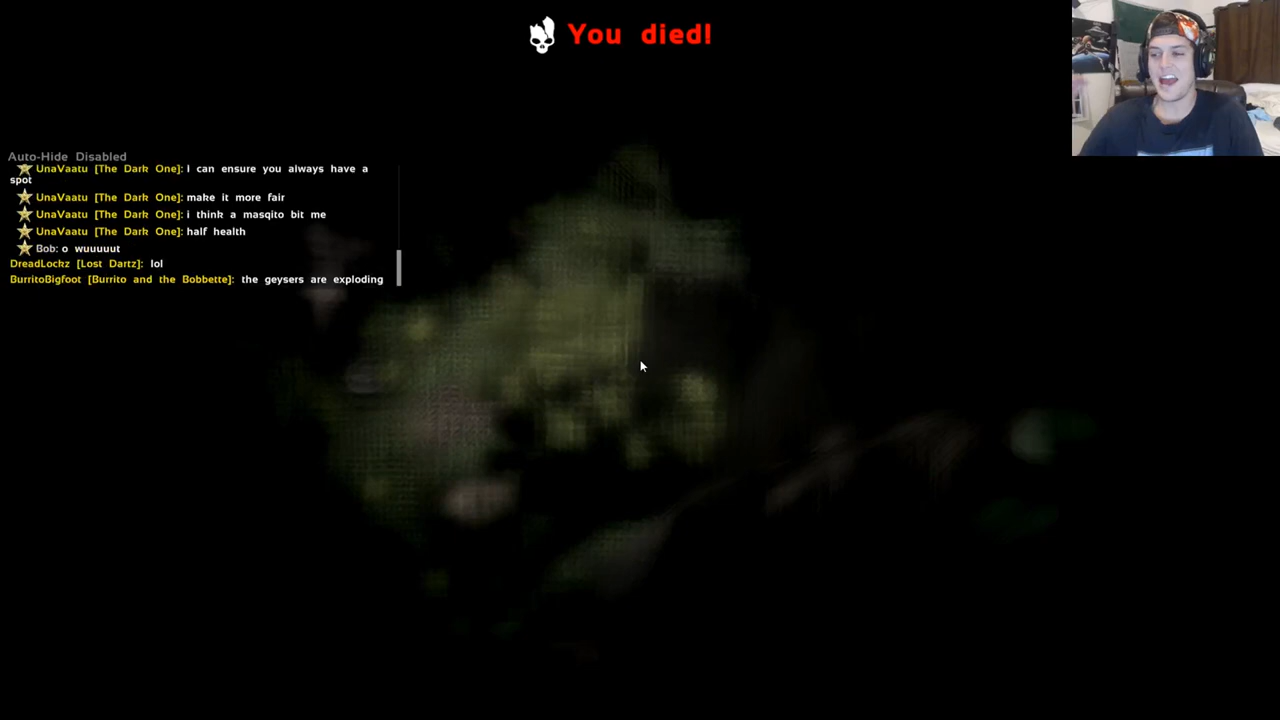 You died!
Auto-Hide Disabled
UnaVaatu [The Dark One]: I can ensure you always have a
spot
UnaVaatu [The Dark One]: make it more fair
UnaVaatu [The Dark One]: i think a masqito bit me
UnaVaatu [The Dark One]: half health
Bob: o wuuuuut
DreadLockz [Lost Dartz]: lol
BurritoBigfoot [Burrito and the Bobbette]: the geysers are exploding